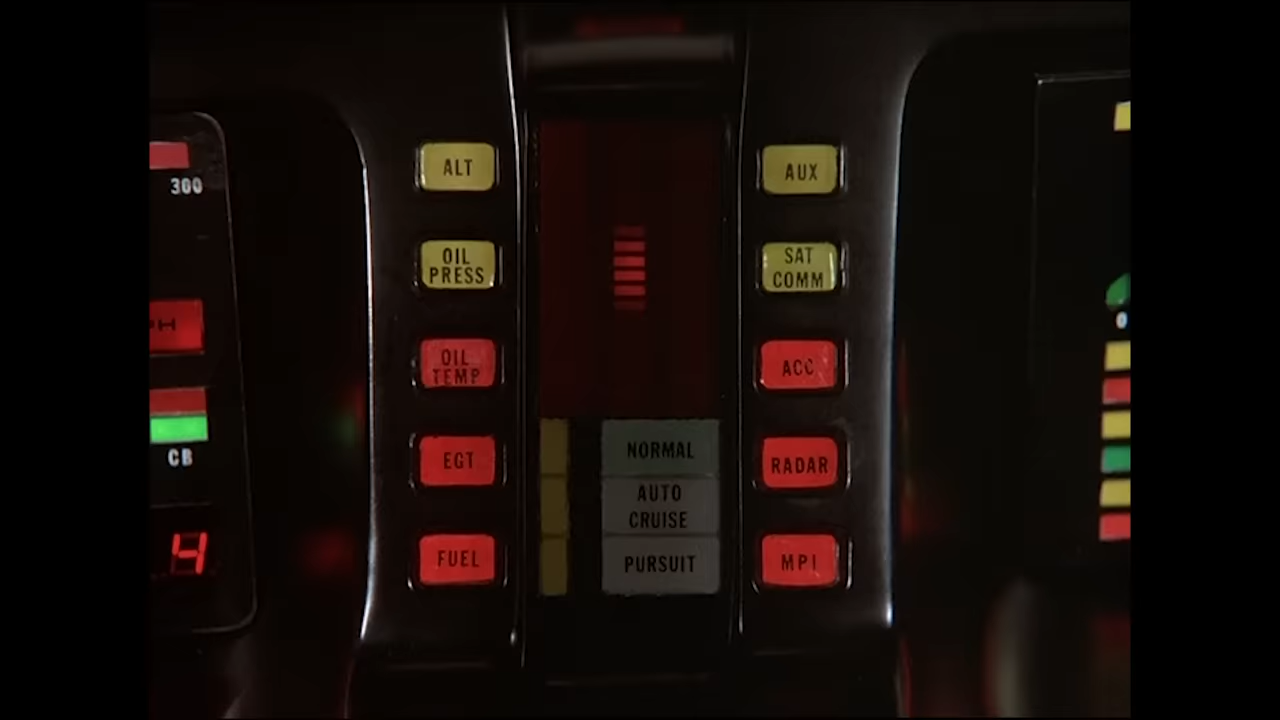 300
CB
4
ALT
OIL
PRESS
OIL
TEMP
EGT
FUEL
NORMAL
AUTO
CRUISE
PURSUIT
AUX
SAT
COMM
ACC
RADAR
MPI
0